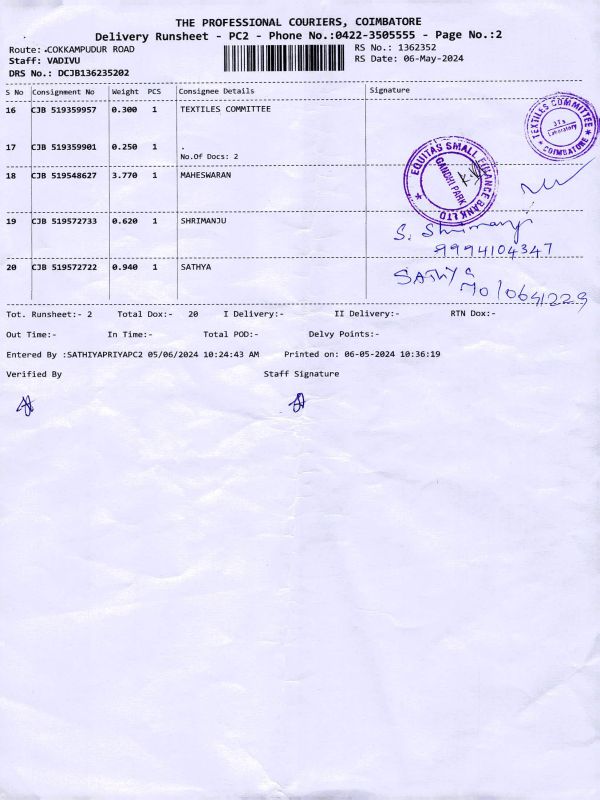 THE PROFESSIONAL COURIERS, COIMBATORE
Delivery Runsheet - PC2 - Phone No.:0422-3505555 - Page No.:2
Route: .COKKAMPUDUR ROAD
RS No.: 1362352
Staff: VADIVU
RS Date: 06-May-2024
DRS No.: DCJB136235202
S No Consignment No Weight PCS Consignee Details Signature
16 CJB 519359957 0.300 1 TEXTILES COMMITTEE
TEXTILES COMMITTEE
Laboratory
COIMBATORE
17 CJB 519359901 0.250 1 .
No.Of Docs: 2
EQUITAS SMALL FINANCE BANK LTD
GANDHI PARK
18 CJB 519548627 3.770 1 MAHESWARAN
19 CJB 519572733 0.620 1 SHRIMANJU
S. Shrimanju
9994104347
20 CJB 519572722 0.940 1 SATHYA
SATHYA
Tot. Runsheet:- 2 Total Dox:- 20 I Delivery:- II Delivery:- RTN Dox:-
Out Time:- In Time:- Total POD:- Delvy Points:-
Entered By :SATHIYAPRIYAPC2 05/06/2024 10:24:43 AM Printed on: 06-05-2024 10:36:19
Verified By Staff Signature